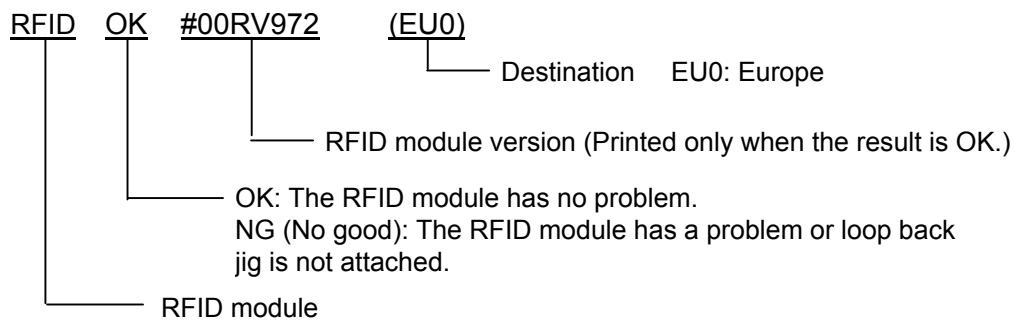 RFID OK #00RV972 (EU0)
Destination EU0: Europe
RFID module version (Printed only when the result is OK.)
OK: The RFID module has no problem.
NG (No good): The RFID module has a problem or loop back
jig is not attached.
RFID module